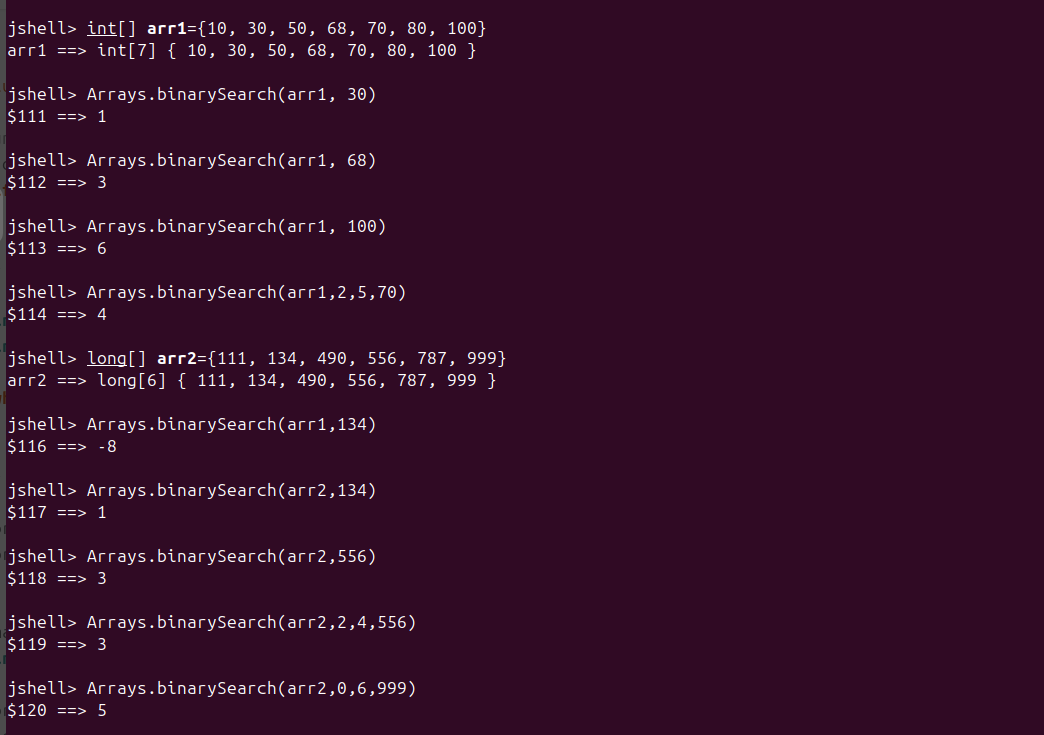 jshell> int[] arr1={10, 30, 50, 68, 70, 80, 100}
arr1 ==> int[7] { 10, 30, 50, 68, 70, 80, 100 }
jshell> Arrays.binarySearch(arr1, 30)
$111 ==> 1
jshell> Arrays.binarySearch(arr1, 68)
$112 ==> 3
jshell> Arrays.binarySearch(arr1, 100)
$113 ==> 6
jshell> Arrays.binarySearch(arr1,2,5,70)
$114 ==> 4
jshell> long[] arr2={111, 134, 490, 556, 787, 999}
arr2 ==> long[6] { 111, 134, 490, 556, 787, 999 }
jshell> Arrays.binarySearch(arr1,134)
$116 ==> -8
jshell> Arrays.binarySearch(arr2,134)
$117 ==> 1
jshell> Arrays.binarySearch(arr2,556)
$118 ==> 3
jshell> Arrays.binarySearch(arr2,2,4,556)
$119 ==> 3
jshell> Arrays.binarySearch(arr2,0,6,999)
$120 ==> 5